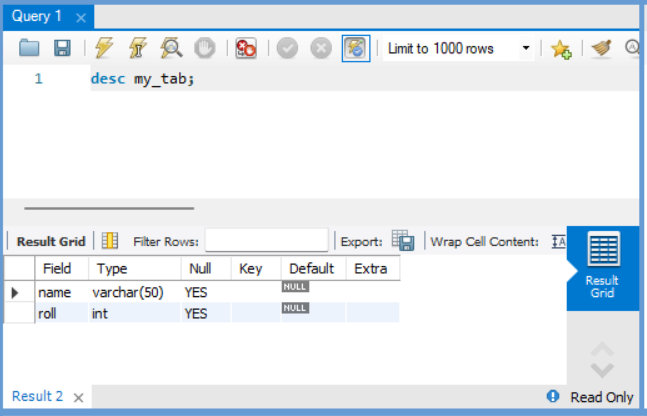 Query 1
Limit to 1000 rows
1 desc my_tab;
Result Grid Filter Rows: Export: Wrap Cell Content: IA
Result Grid
Field Type Null Key Default Extra
name varchar(50) YES NULL
roll int YES NULL
Result 2 Read Only